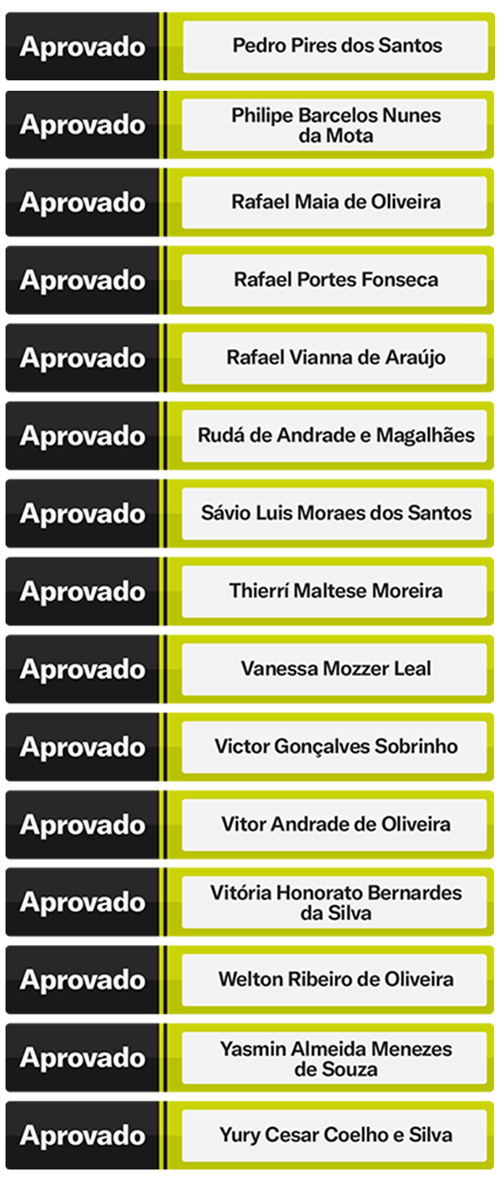 Aprovado
Pedro Pires dos Santos
Aprovado
Philipe Barcelos Nunes
da Mota
Aprovado
Rafael Maia de Oliveira
Aprovado
Rafael Portes Fonseca
Aprovado
Rafael Vianna de Araújo
Aprovado
Rudá de Andrade e Magalhães
Aprovado
Sávio Luis Moraes dos Santos
Aprovado
Thierrí Maltese Moreira
Aprovado
Vanessa Mozzer Leal
Aprovado
Victor Gonçalves Sobrinho
Aprovado
Vitor Andrade de Oliveira
Aprovado
Vitória Honorato Bernardes
da Silva
Aprovado
Welton Ribeiro de Oliveira
Aprovado
Yasmin Almeida Menezes
de Souza
Aprovado
Yury Cesar Coelho e Silva